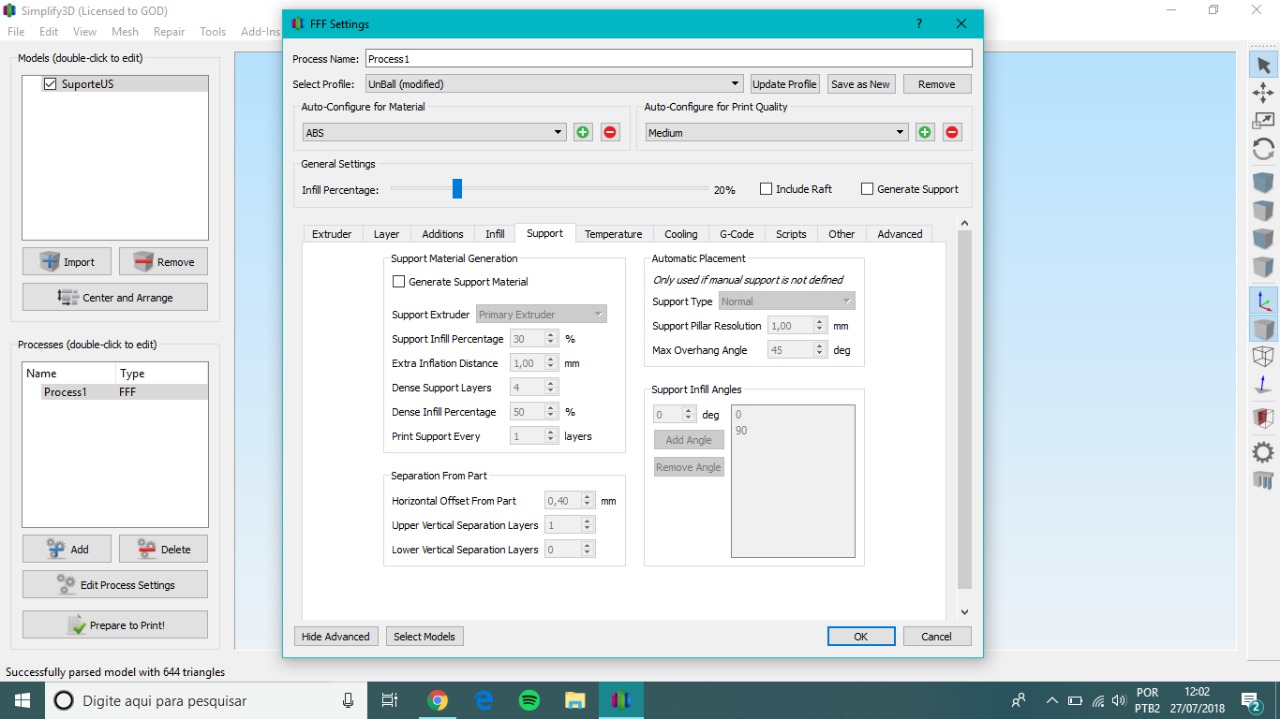 Simplify3D (Licensed to GOD)
File Edit View Mesh Repair Tools Add-Ins
Models (double-click to edit)
SuporteUS
Import Remove
Center and Arrange
Processes (double-click to edit)
Name Type
Process1 FFF
Add Delete
Edit Process Settings
Prepare to Print!
Successfully parsed model with 644 triangles
FFF Settings ?
Process Name: Process1
Select Profile: UnBall (modified) Update Profile Save as New Remove
Auto-Configure for Material Auto-Configure for Print Quality
ABS Medium
General Settings
Infill Percentage: 20% Include Raft Generate Support
Extruder Layer Additions Infill Support Temperature Cooling G-Code Scripts Other Advanced
Support Material Generation
Generate Support Material
Support Extruder Primary Extruder
Support Infill Percentage 30 %
Extra Inflation Distance 1,00 mm
Dense Support Layers 4
Dense Infill Percentage 50 %
Print Support Every 1 layers
Separation From Part
Horizontal Offset From Part 0,40 mm
Upper Vertical Separation Layers 1
Lower Vertical Separation Layers 0
Automatic Placement
Only used if manual support is not defined
Support Type Normal
Support Pillar Resolution 1,00 mm
Max Overhang Angle 45 deg
Support Infill Angles
0 deg 0
90
Add Angle
Remove Angle
Hide Advanced Select Models OK Cancel
Digite aqui para pesquisar
POR 12:02
PTB2 27/07/2018
2